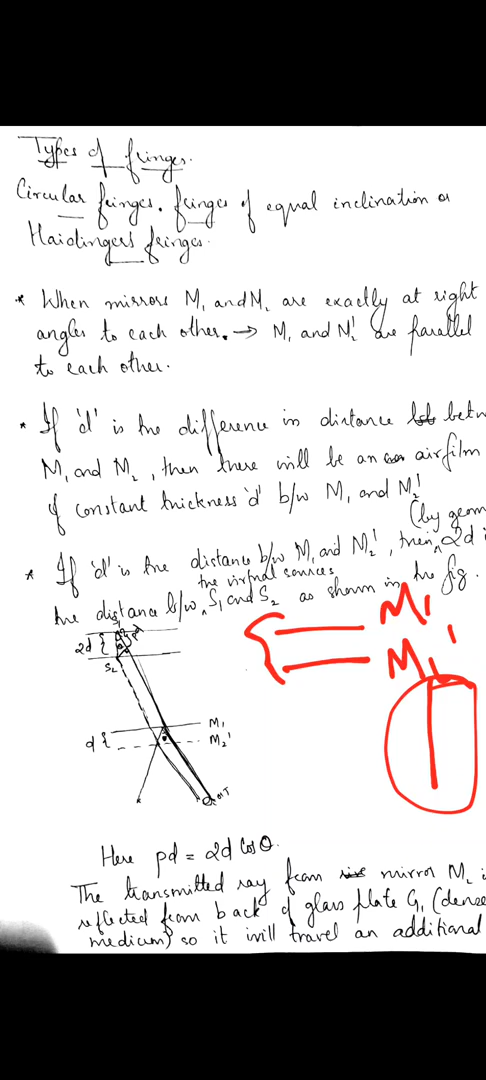 Types of fringes.
Circular fringes. fringes of equal inclination or
Haidingers fringes.
* When mirrors M1 and M2 are exactly at right
angles to each other. → M1 and M2' are parallel
to each other.
* If 'd' is the difference in distance betw
M1 and M2, then there will be an airfilm
of constant thickness 'd' b/w M1 and M2'
(by geom
* If 'd' is the distance b/w M1 and M2', then 2d i
the virtual sources
the distance b/w S1 and S2 as shown in the fig.
M1
M2'
2d {
S1
θ
pd
S2
d {
M1
M2'
Here pd = 2d Cos θ.
The transmitted ray from mirror M2 i
reflected from back of glass plate G1 (dense
medium) so it will travel an additional